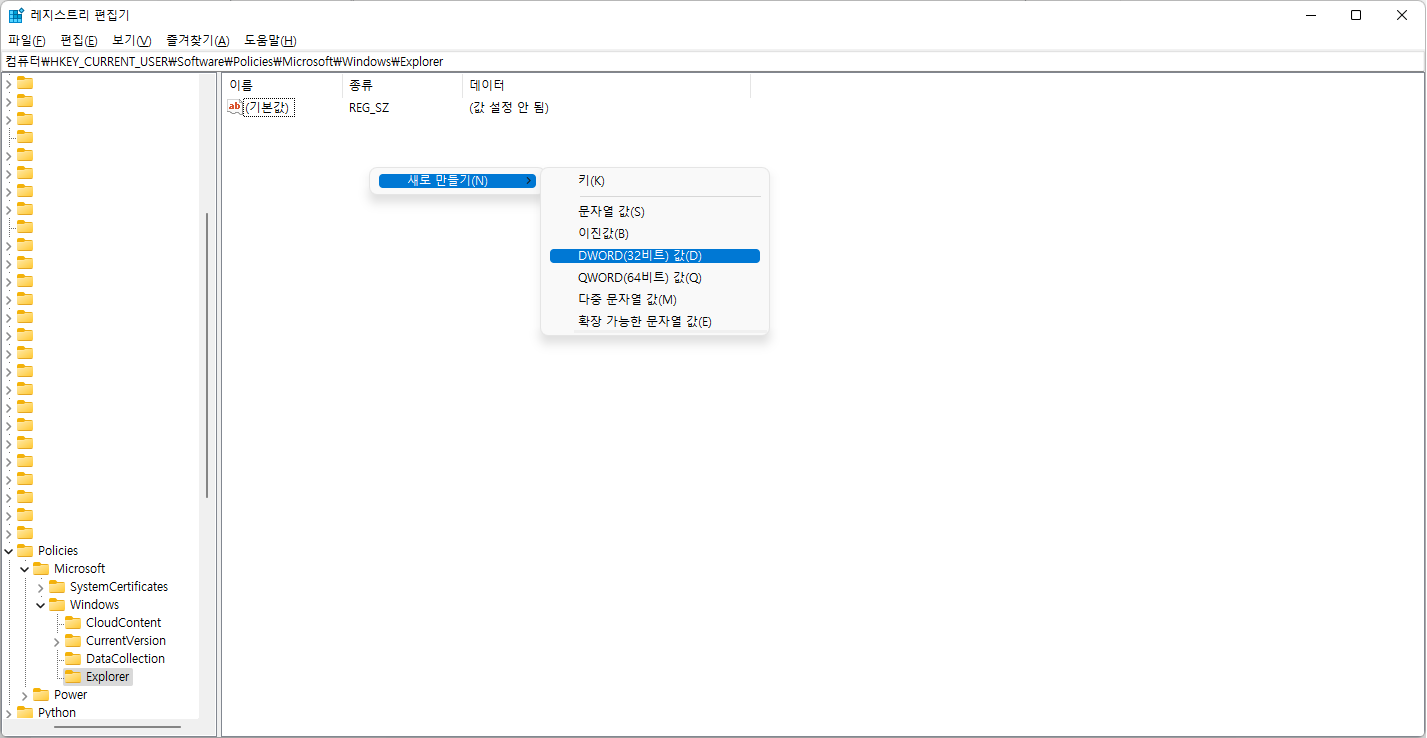 레지스트리 편집기
파일(F) 편집(E) 보기(V) 즐겨찾기(A) 도움말(H)
컴퓨터₩HKEY_CURRENT_USER₩Software₩Policies₩Microsoft₩Windows₩Explorer
이름 종류 데이터
ab (기본값) REG_SZ (값 설정 안 됨)
새로 만들기(N)
키(K)
문자열 값(S)
이진값(B)
DWORD(32비트) 값(D)
QWORD(64비트) 값(Q)
다중 문자열 값(M)
확장 가능한 문자열 값(E)
Policies
Microsoft
SystemCertificates
Windows
CloudContent
CurrentVersion
DataCollection
Explorer
Power
Python